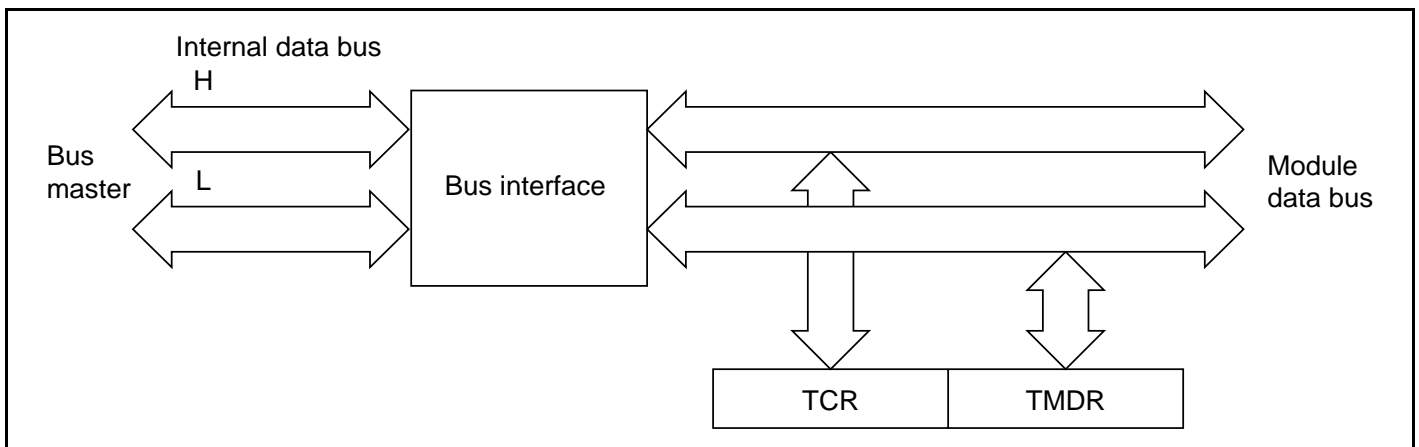 Internal data bus
H
Bus
master
L
Bus interface
Module
data bus
TCR
TMDR